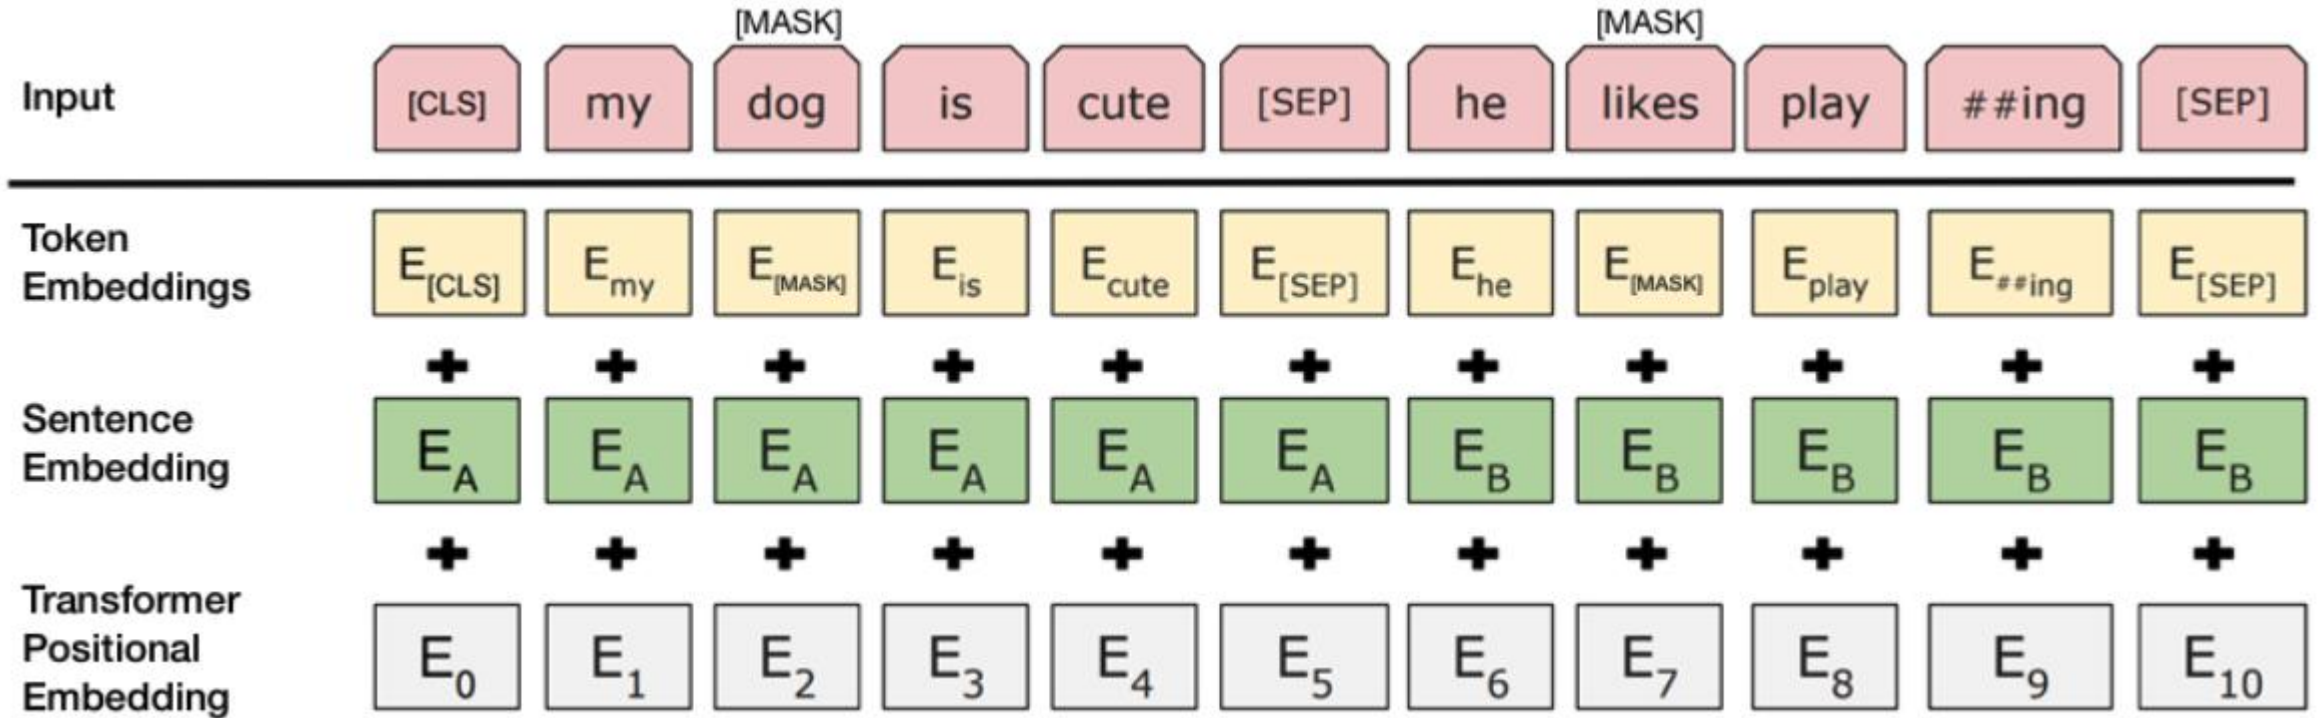 [MASK] [MASK]
Input [CLS] my dog is cute [SEP] he likes play ##ing [SEP]
Token
Embeddings
E[CLS] Emy E[MASK] Eis Ecute E[SEP] Ehe E[MASK] Eplay E##ing E[SEP]
+ + + + + + + + + + +
Sentence
Embedding
EA EA EA EA EA EA EB EB EB EB EB
+ + + + + + + + + + +
Transformer
Positional
Embedding
E0 E1 E2 E3 E4 E5 E6 E7 E8 E9 E10